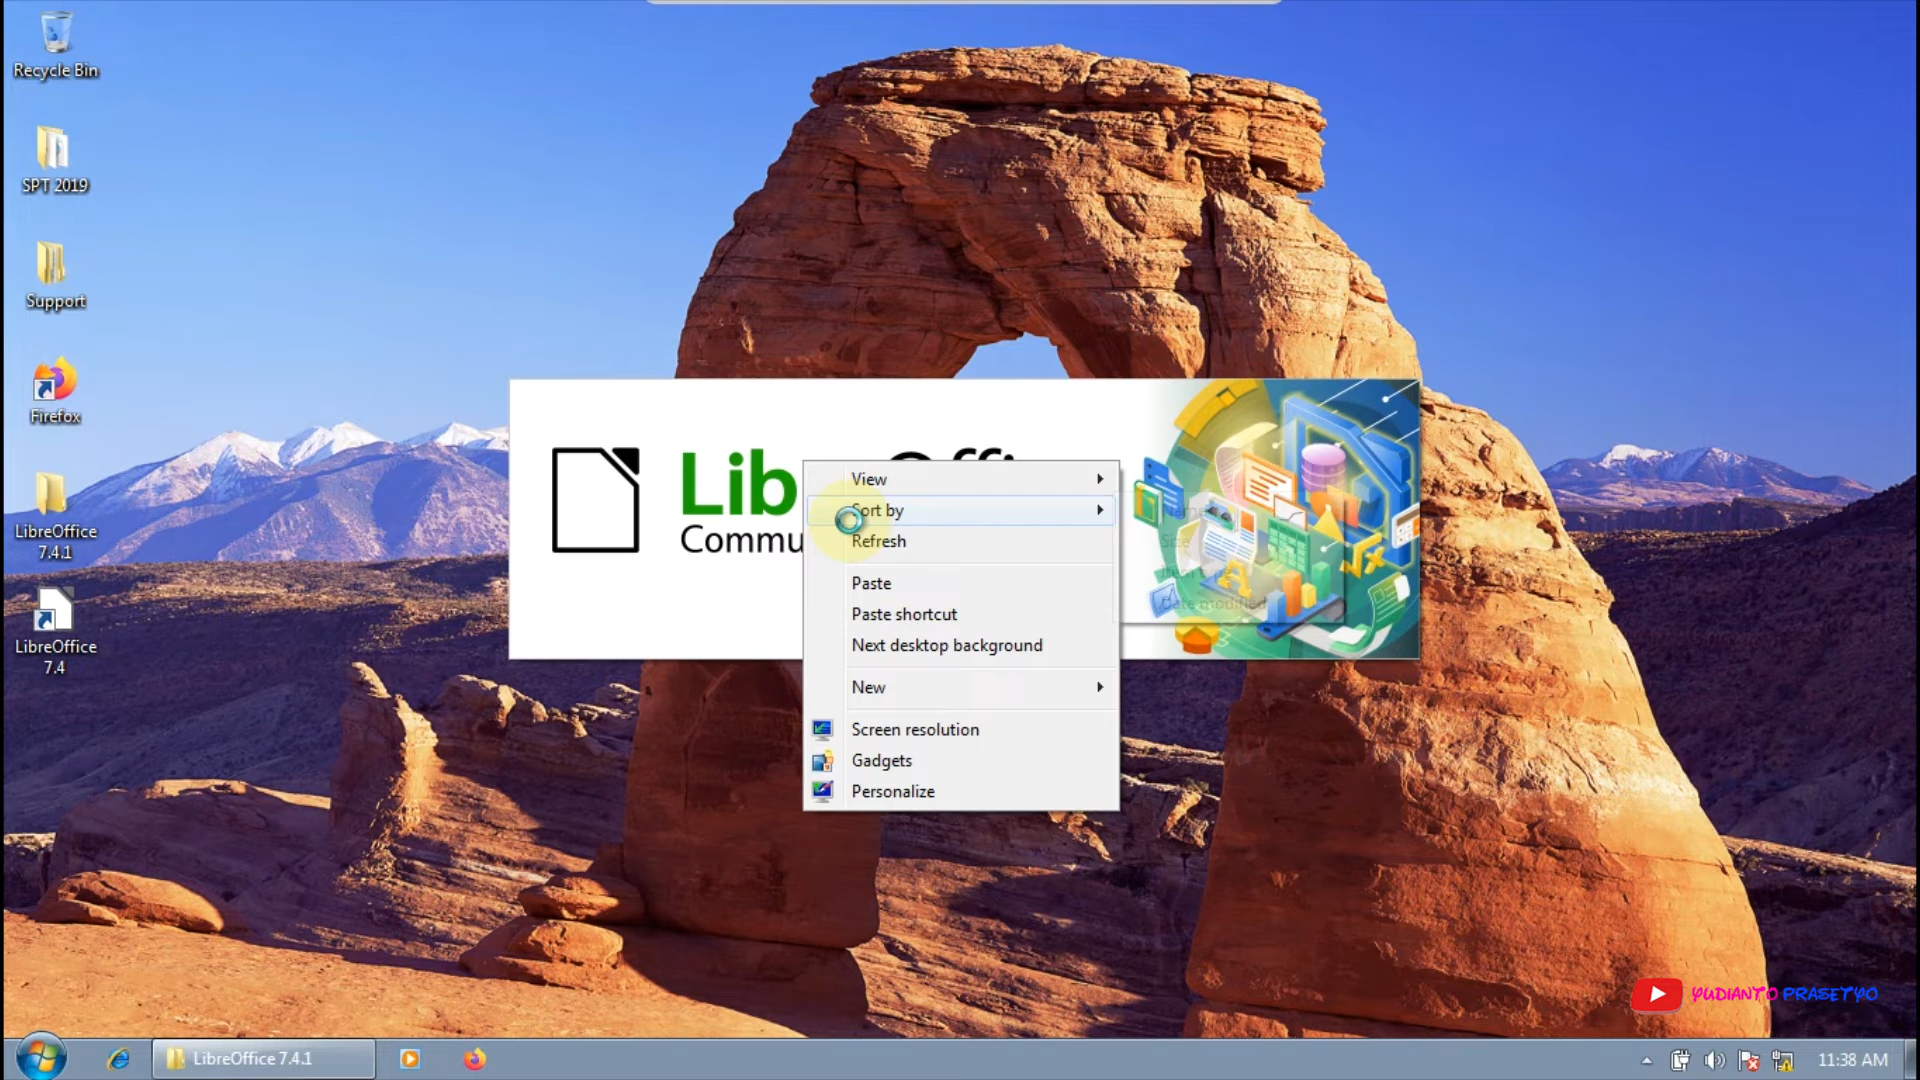 Recycle Bin
SPT 2019
Support
Firefox
LibreOffice
7.4.1
LibreOffice
7.4
Lib
Commu
View
Sort by
Refresh
Paste
Paste shortcut
Next desktop background
New
Screen resolution
Gadgets
Personalize
Date modified
YUDIANTO PRASETYO
LibreOffice 7.4.1
11:38 AM